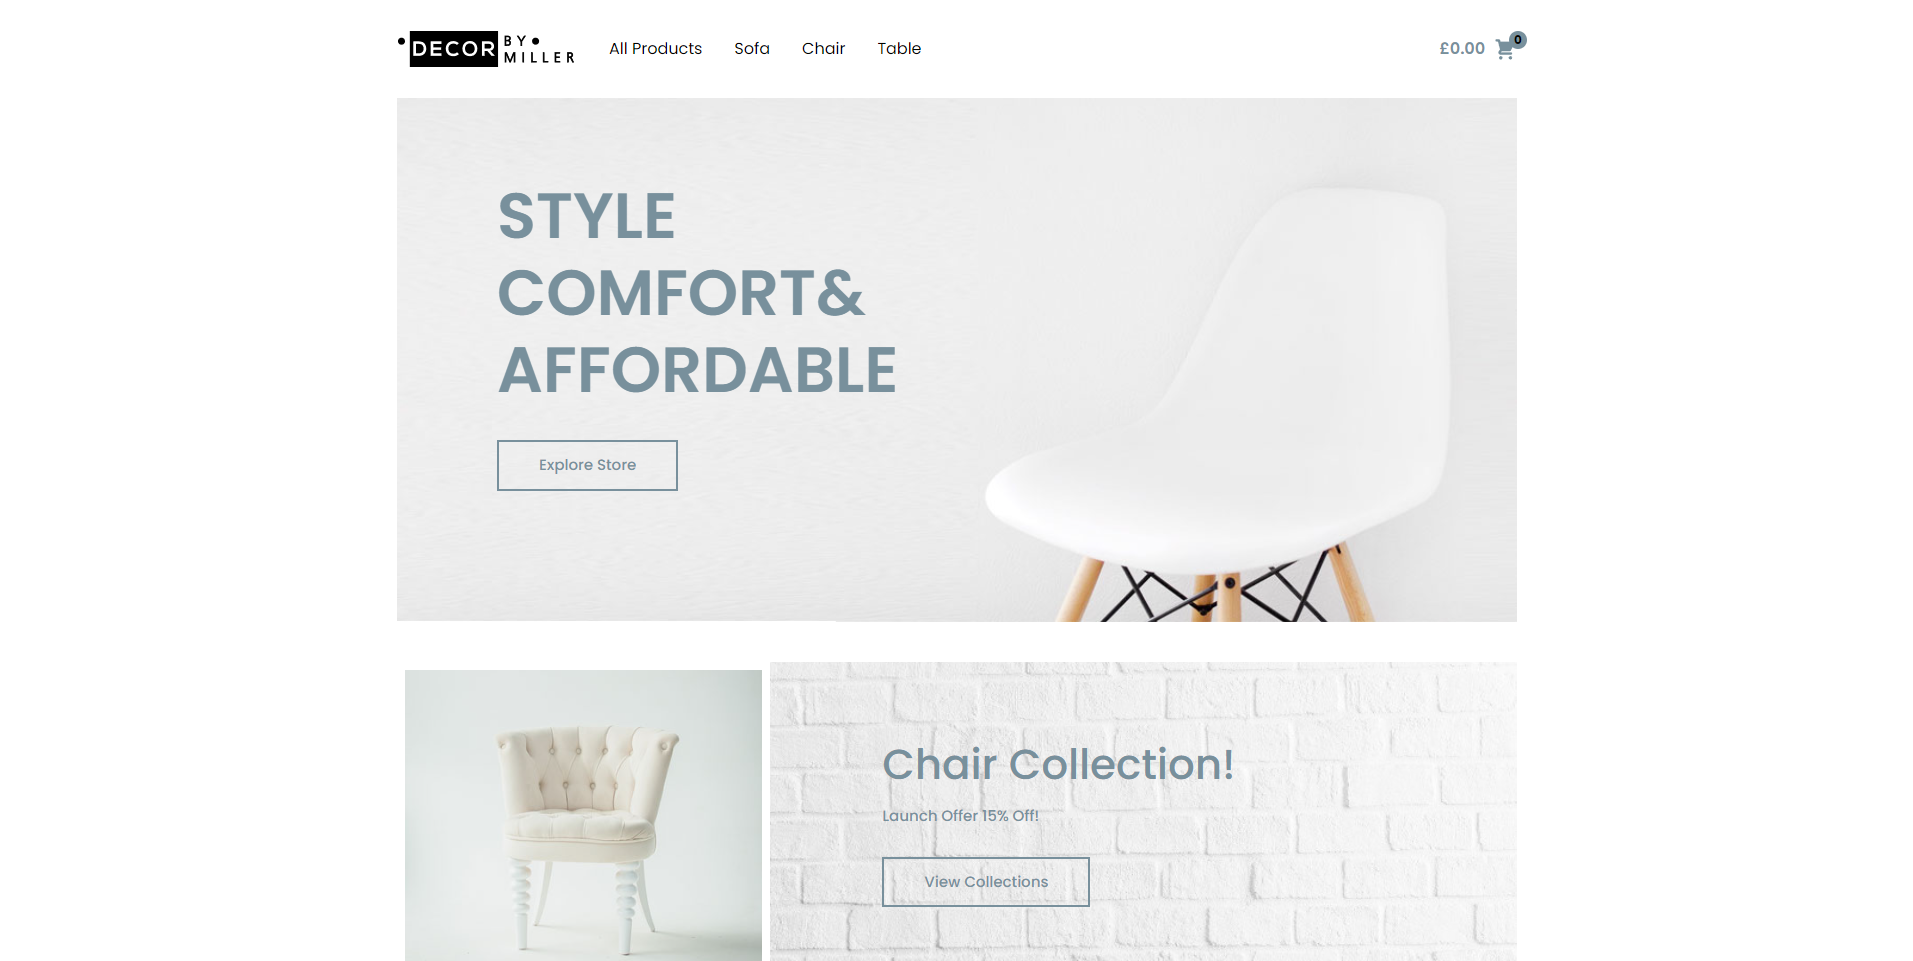 DECOR BY
MILLER
All Products Sofa Chair Table
£0.00 0
STYLE
COMFORT&
AFFORDABLE
Explore Store
Chair Collection!
Launch Offer 15% Off!
View Collections